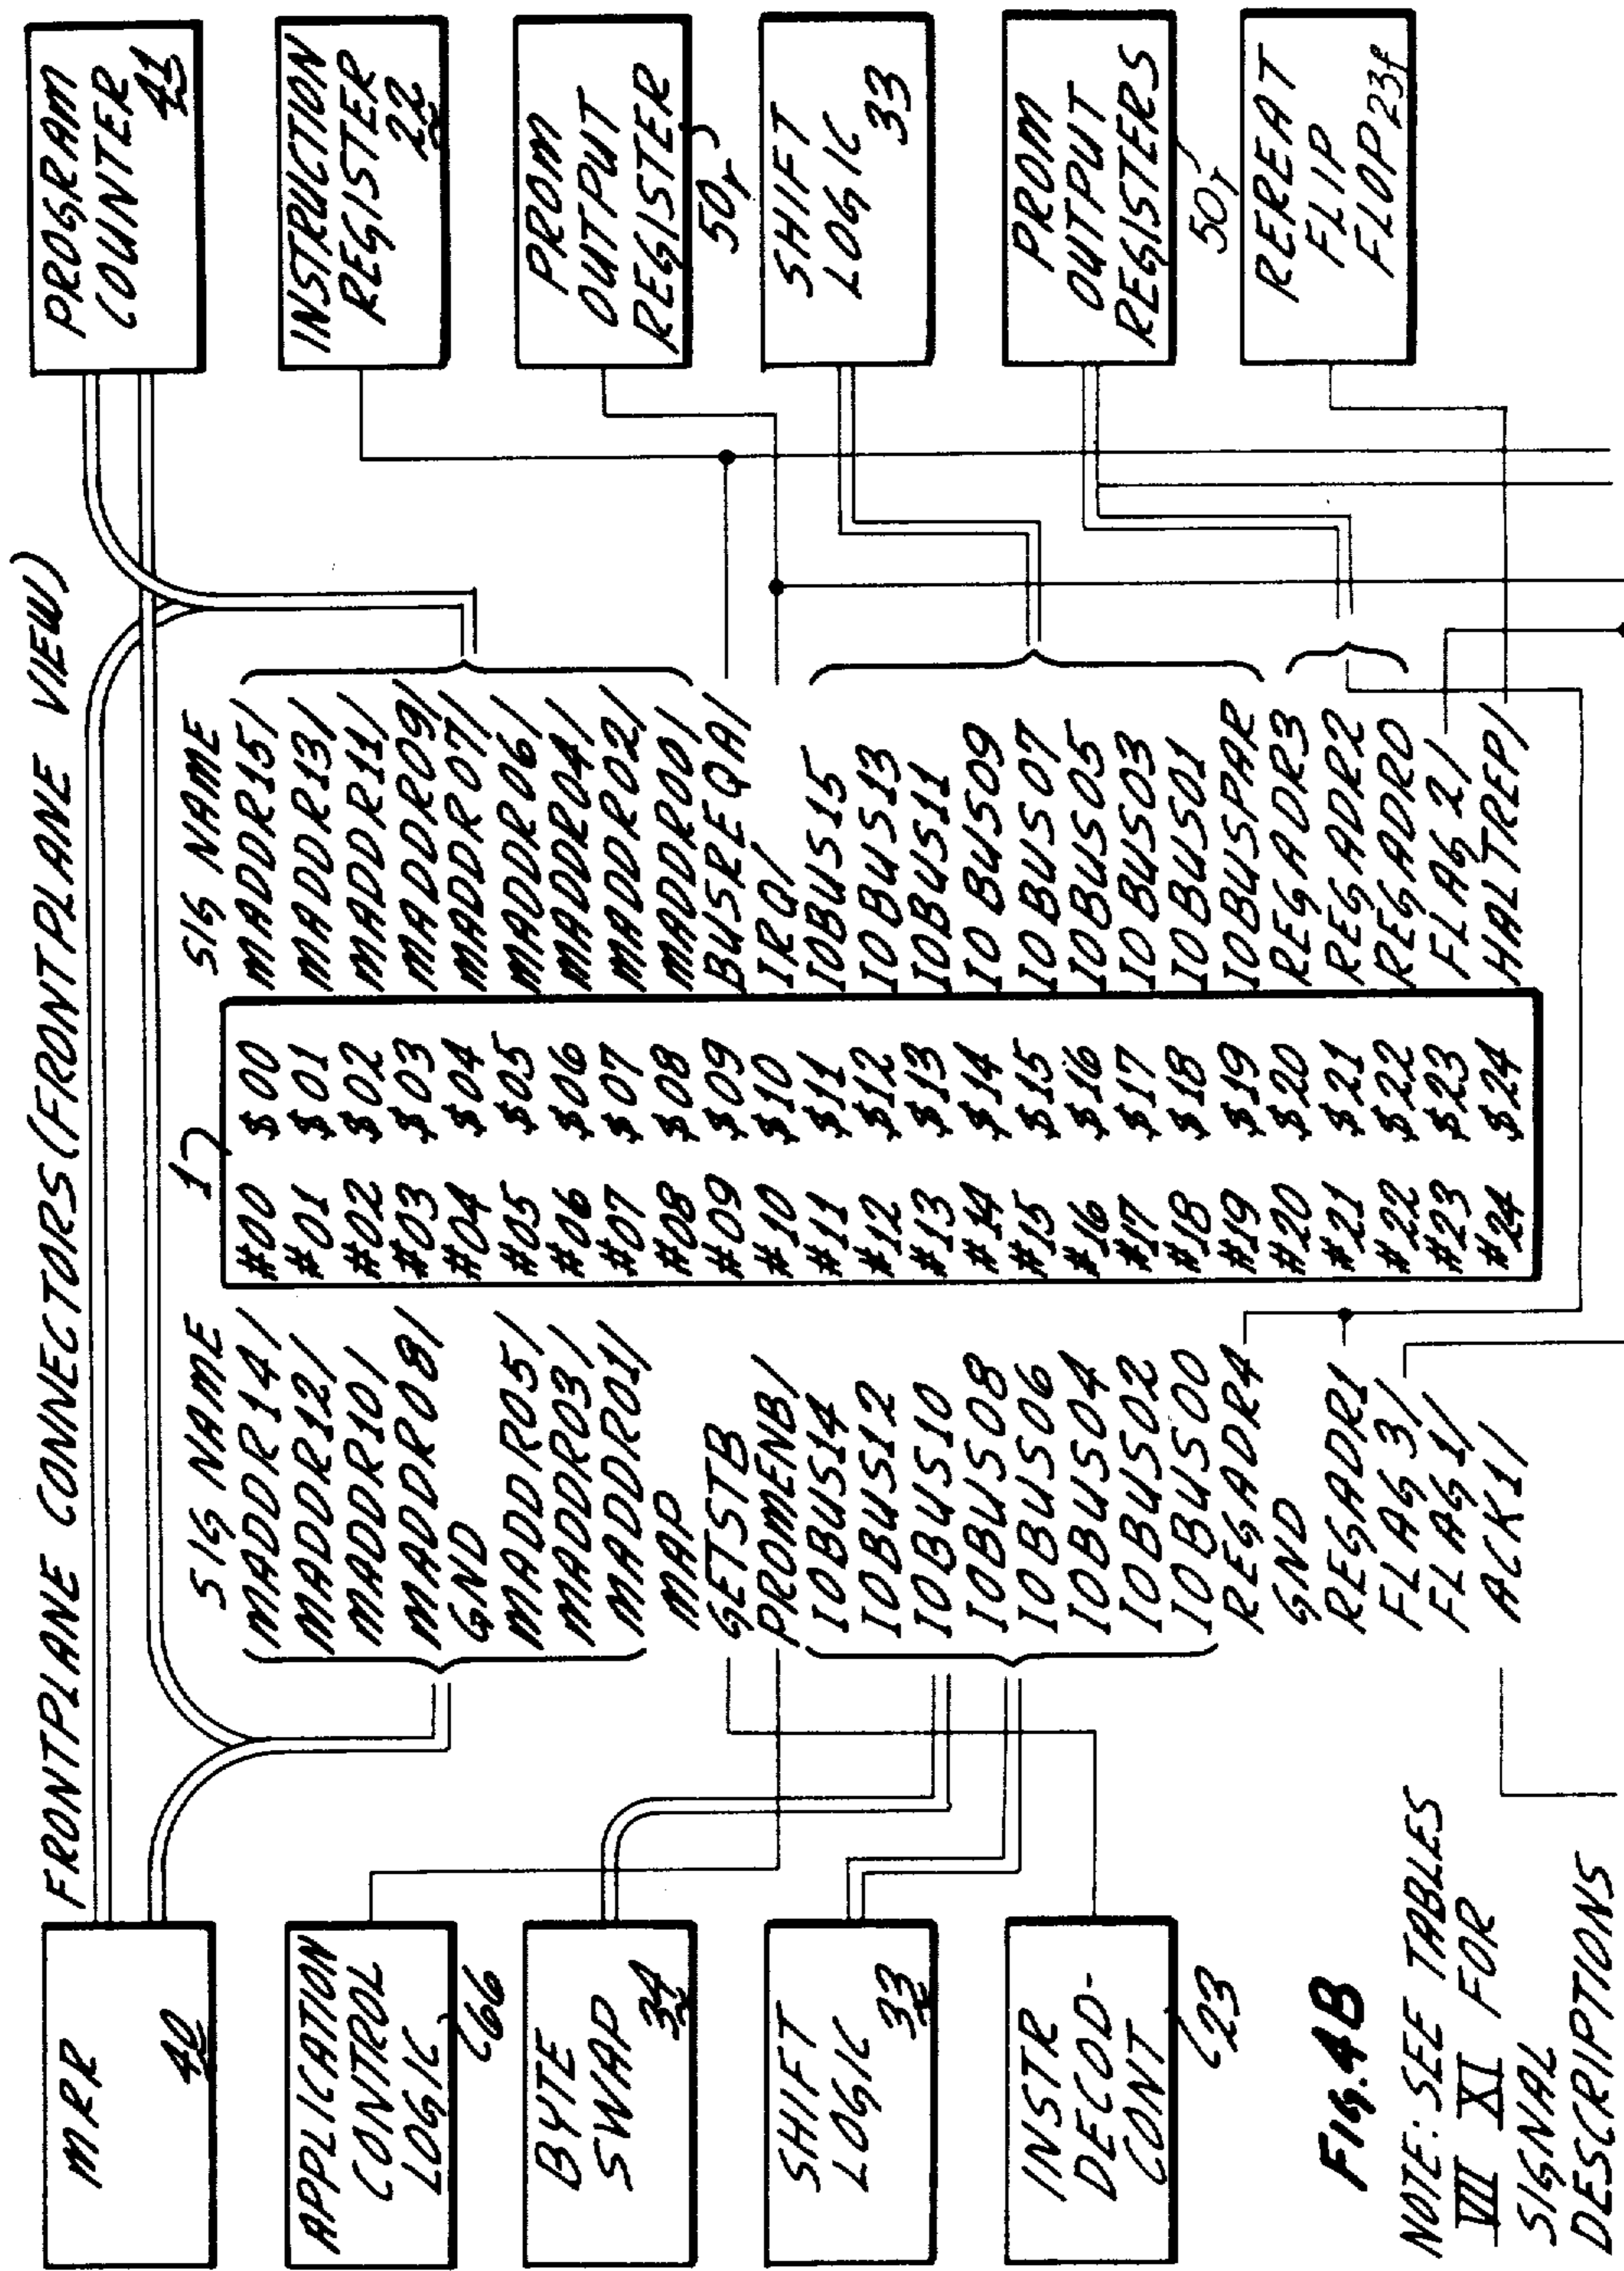 FRONTPLANE CONNECTORS (FRONTPLANE VIEW)
MRR
40
APPLICATION
CONTROL
LOGIC
66
BYTE
SWAP
34
SHIFT
LOGIC
33
INSTR
DECOD-
CONT
23
SIG NAME
MADDR14/
MADDR12/
MADDR10/
MADDR08/
GND
MADDR05/
MADDR03/
MADDR01/
MAP
GETSTB
PROMENB/
IOBUS14
IOBUS12
IOBUS10
IOBUS08
IOBUS06
IOBUS04
IOBUS02
IOBUS00
REGADR4
GND
REGADR1
FLAG3/
FLAG1/
ACK1/
1
#00 $00
#01 $01
#02 $02
#03 $03
#04 $04
#05 $05
#06 $06
#07 $07
#08 $08
#09 $09
#10 $10
#11 $11
#12 $12
#13 $13
#14 $14
#15 $15
#16 $16
#17 $17
#18 $18
#19 $19
#20 $20
#21 $21
#22 $22
#23 $23
#24 $24
SIG NAME
MADDR15/
MADDR13/
MADDR11/
MADDR09/
MADDR07/
MADDR06/
MADDR04/
MADDR02/
MADDR00/
BUSREQA/
IRQ/
IOBUS15
IOBUS13
IOBUS11
IOBUS09
IOBUS07
IOBUS05
IOBUS03
IOBUS01
IOBUSPAR
REGADR3
REGADR2
REGADR0
FLAG2/
HALTREP/
PROGRAM
COUNTER
41
INSTRUCTION
REGISTER
22
PROM
OUTPUT
REGISTER
50r
SHIFT
LOGIC
33
PROM
OUTPUT
REGISTERS
50r
REREAT
FLIP
FLOP 23f
Fig. 4B
NOTE: SEE TABLES
VII XI FOR
SIGNAL
DESCRIPTIONS